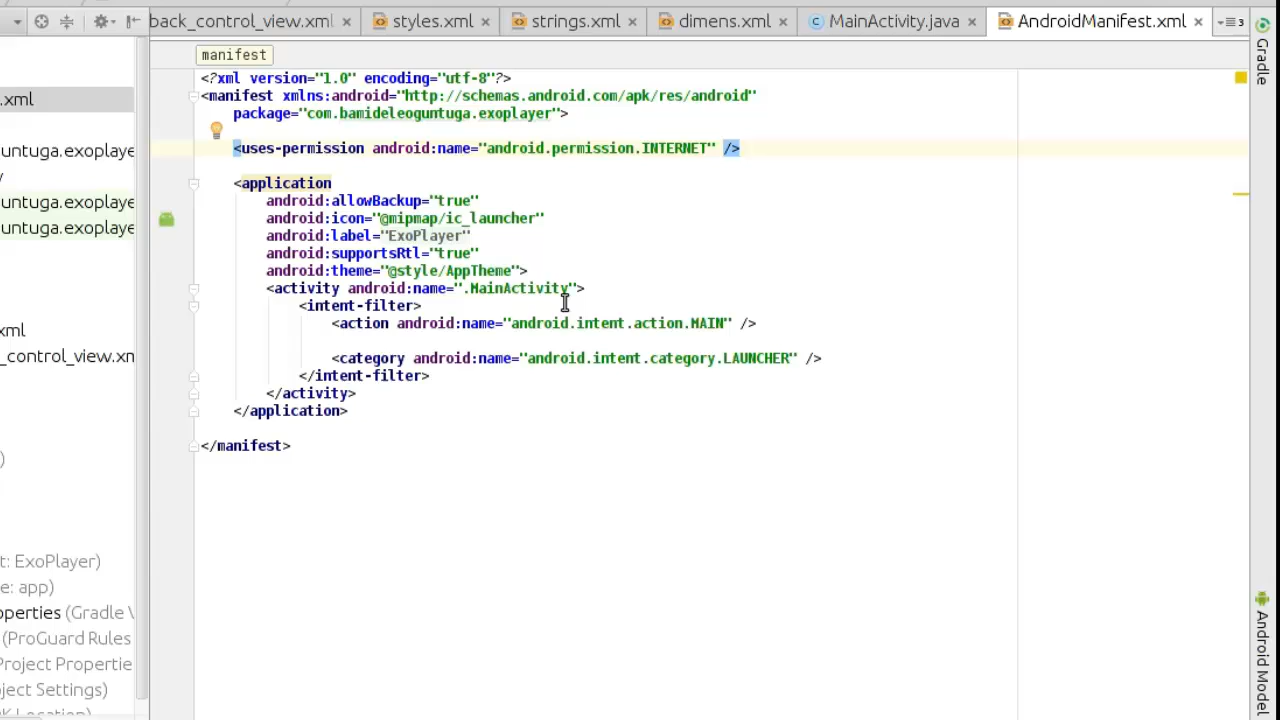 back_control_view.xml
styles.xml
strings.xml
dimens.xml
MainActivity.java
AndroidManifest.xml
3
manifest
<?xml version="1.0" encoding="utf-8"?>
<manifest xmlns:android="http://schemas.android.com/apk/res/android"
package="com.bamideleoguntuga.exoplayer">
<uses-permission android:name="android.permission.INTERNET" />
<application
android:allowBackup="true"
android:icon="@mipmap/ic_launcher"
android:label="ExoPlayer"
android:supportsRtl="true"
android:theme="@style/AppTheme">
<activity android:name=".MainActivity">
<intent-filter>
<action android:name="android.intent.action.MAIN" />
<category android:name="android.intent.category.LAUNCHER" />
</intent-filter>
</activity>
</application>
</manifest>
.xml
untuga.exoplaye
y
untuga.exoplaye
untuga.exoplaye
xml
_control_view.xm
)
t: ExoPlayer)
e: app)
operties (Gradle V
(ProGuard Rules
Project Propertie
ject Settings)
K Location)
Gradle
Android Model